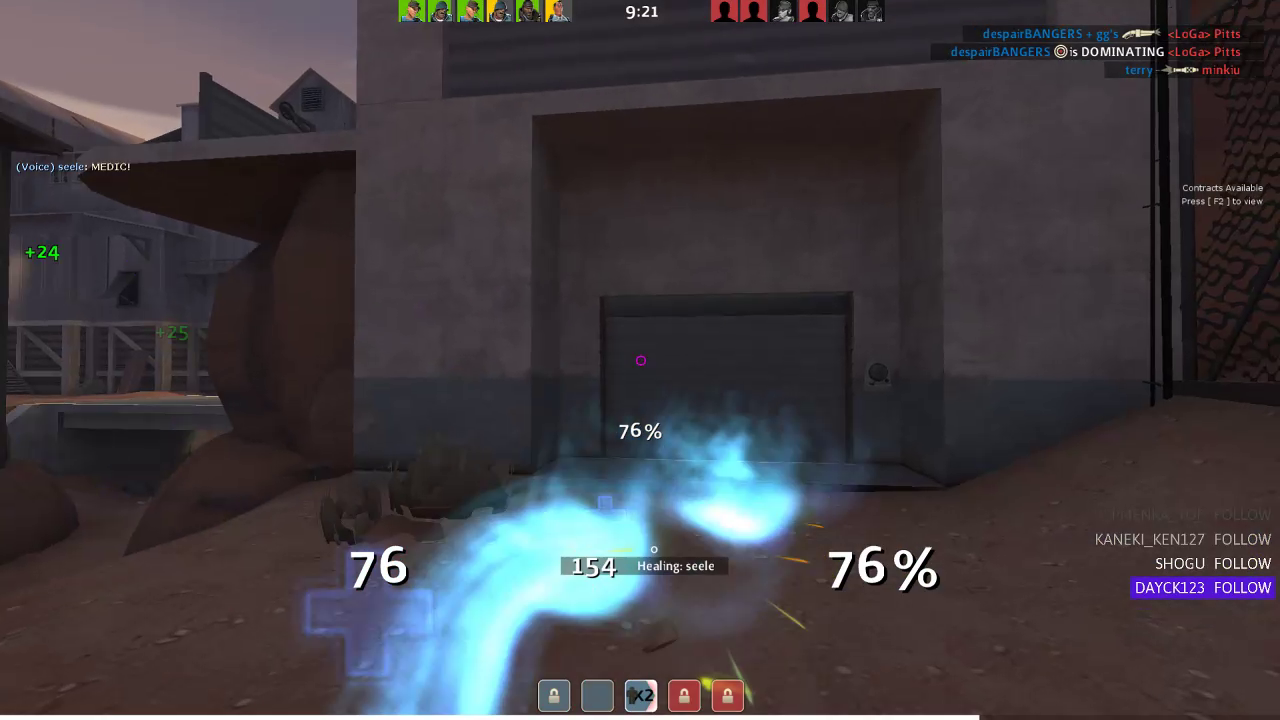 9:21
despairBANGERS + gg's <LoGa> Pitts
despairBANGERS is DOMINATING <LoGa> Pitts
terry minkiu
(Voice) seele: MEDIC!
Contracts Available
Press [ F2 ] to view
+24
+25
76%
KANEKI_KEN127 FOLLOW
SHOGU FOLLOW
DAYCK123 FOLLOW
76
154 Healing: seele
76%
X2